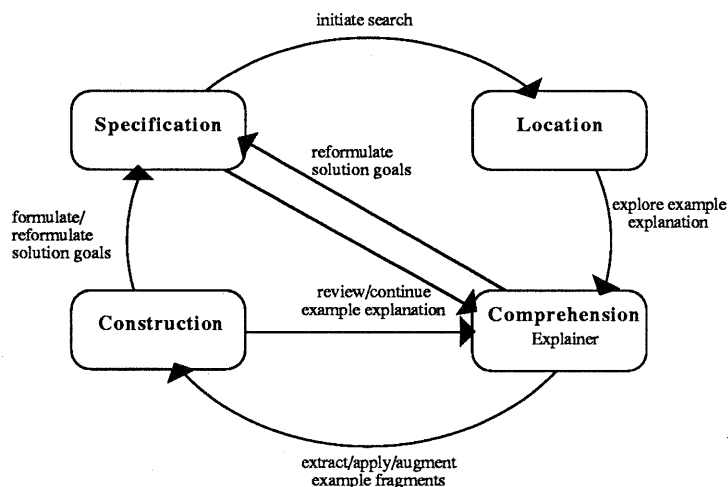 initiate search
Specification
Location
reformulate
solution goals
explore example
explanation
formulate/
reformulate
solution goals
review/continue
example explanation
Construction
Comprehension
Explainer
extract/apply/augment
example fragments